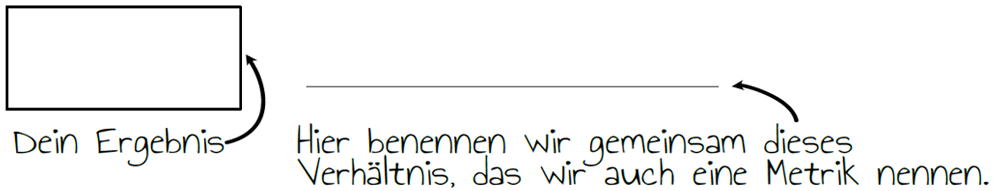 Dein Ergebnis
Hier benennen wir gemeinsam dieses
Verhältnis, das wir auch eine Metrik nennen.